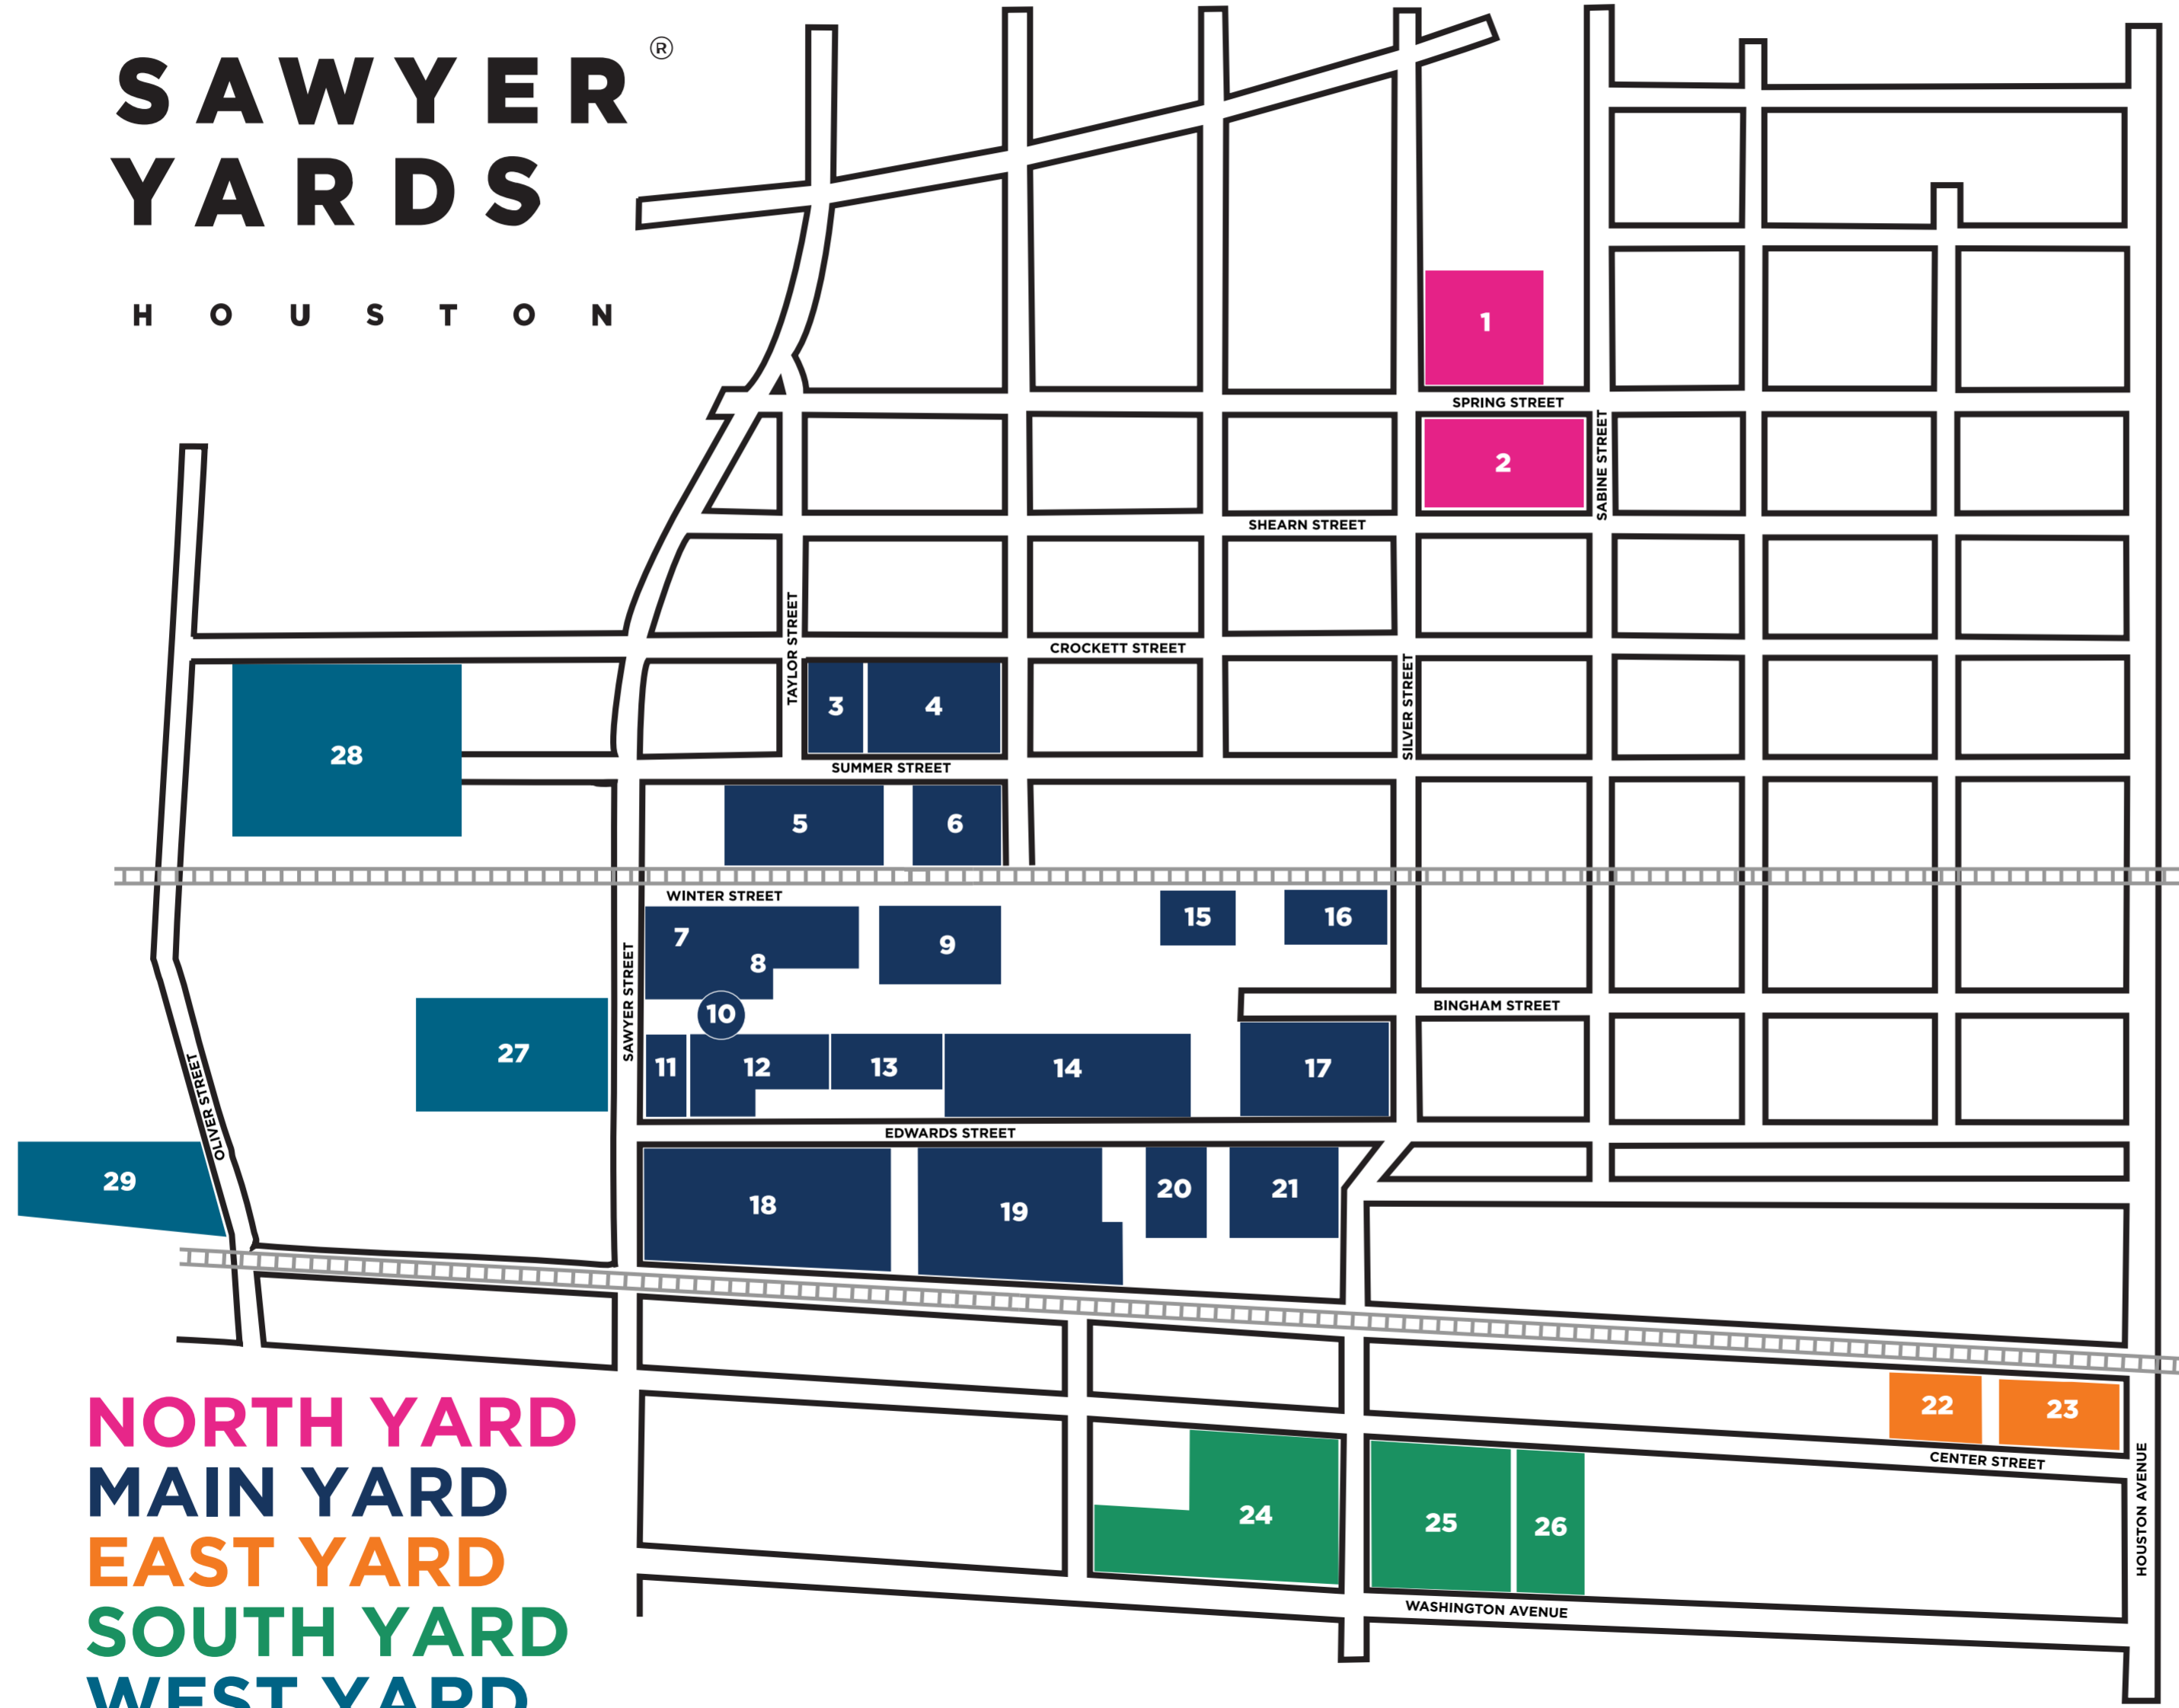 SAWYER ®
YARDS
HOUSTON
1
SPRING STREET
2
SABINE STREET
SHEARN STREET
TAYLOR STREET
CROCKETT STREET
3
4
SILVER STREET
28
SUMMER STREET
5
6
WINTER STREET
7
8
9
15
16
10
SAWYER STREET
BINGHAM STREET
27
11
12
13
14
17
OLIVER STREET
EDWARDS STREET
29
18
19
20
21
22
23
CENTER STREET
HOUSTON AVENUE
24
25
26
WASHINGTON AVENUE
NORTH YARD
MAIN YARD
EAST YARD
SOUTH YARD
WEST YARD